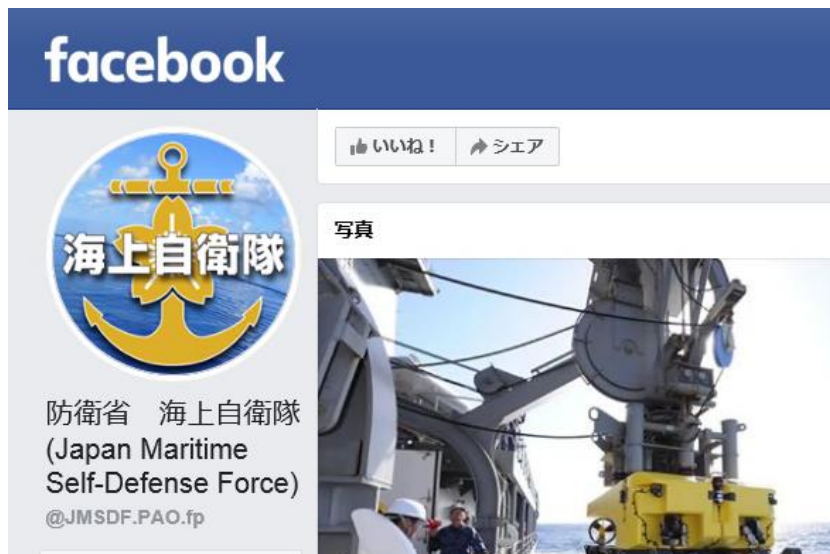 facebook
いいね！
シェア
海上自衛隊
写真
防衛省　海上自衛隊
(Japan Maritime
Self-Defense Force)
@JMSDF.PAO.fp